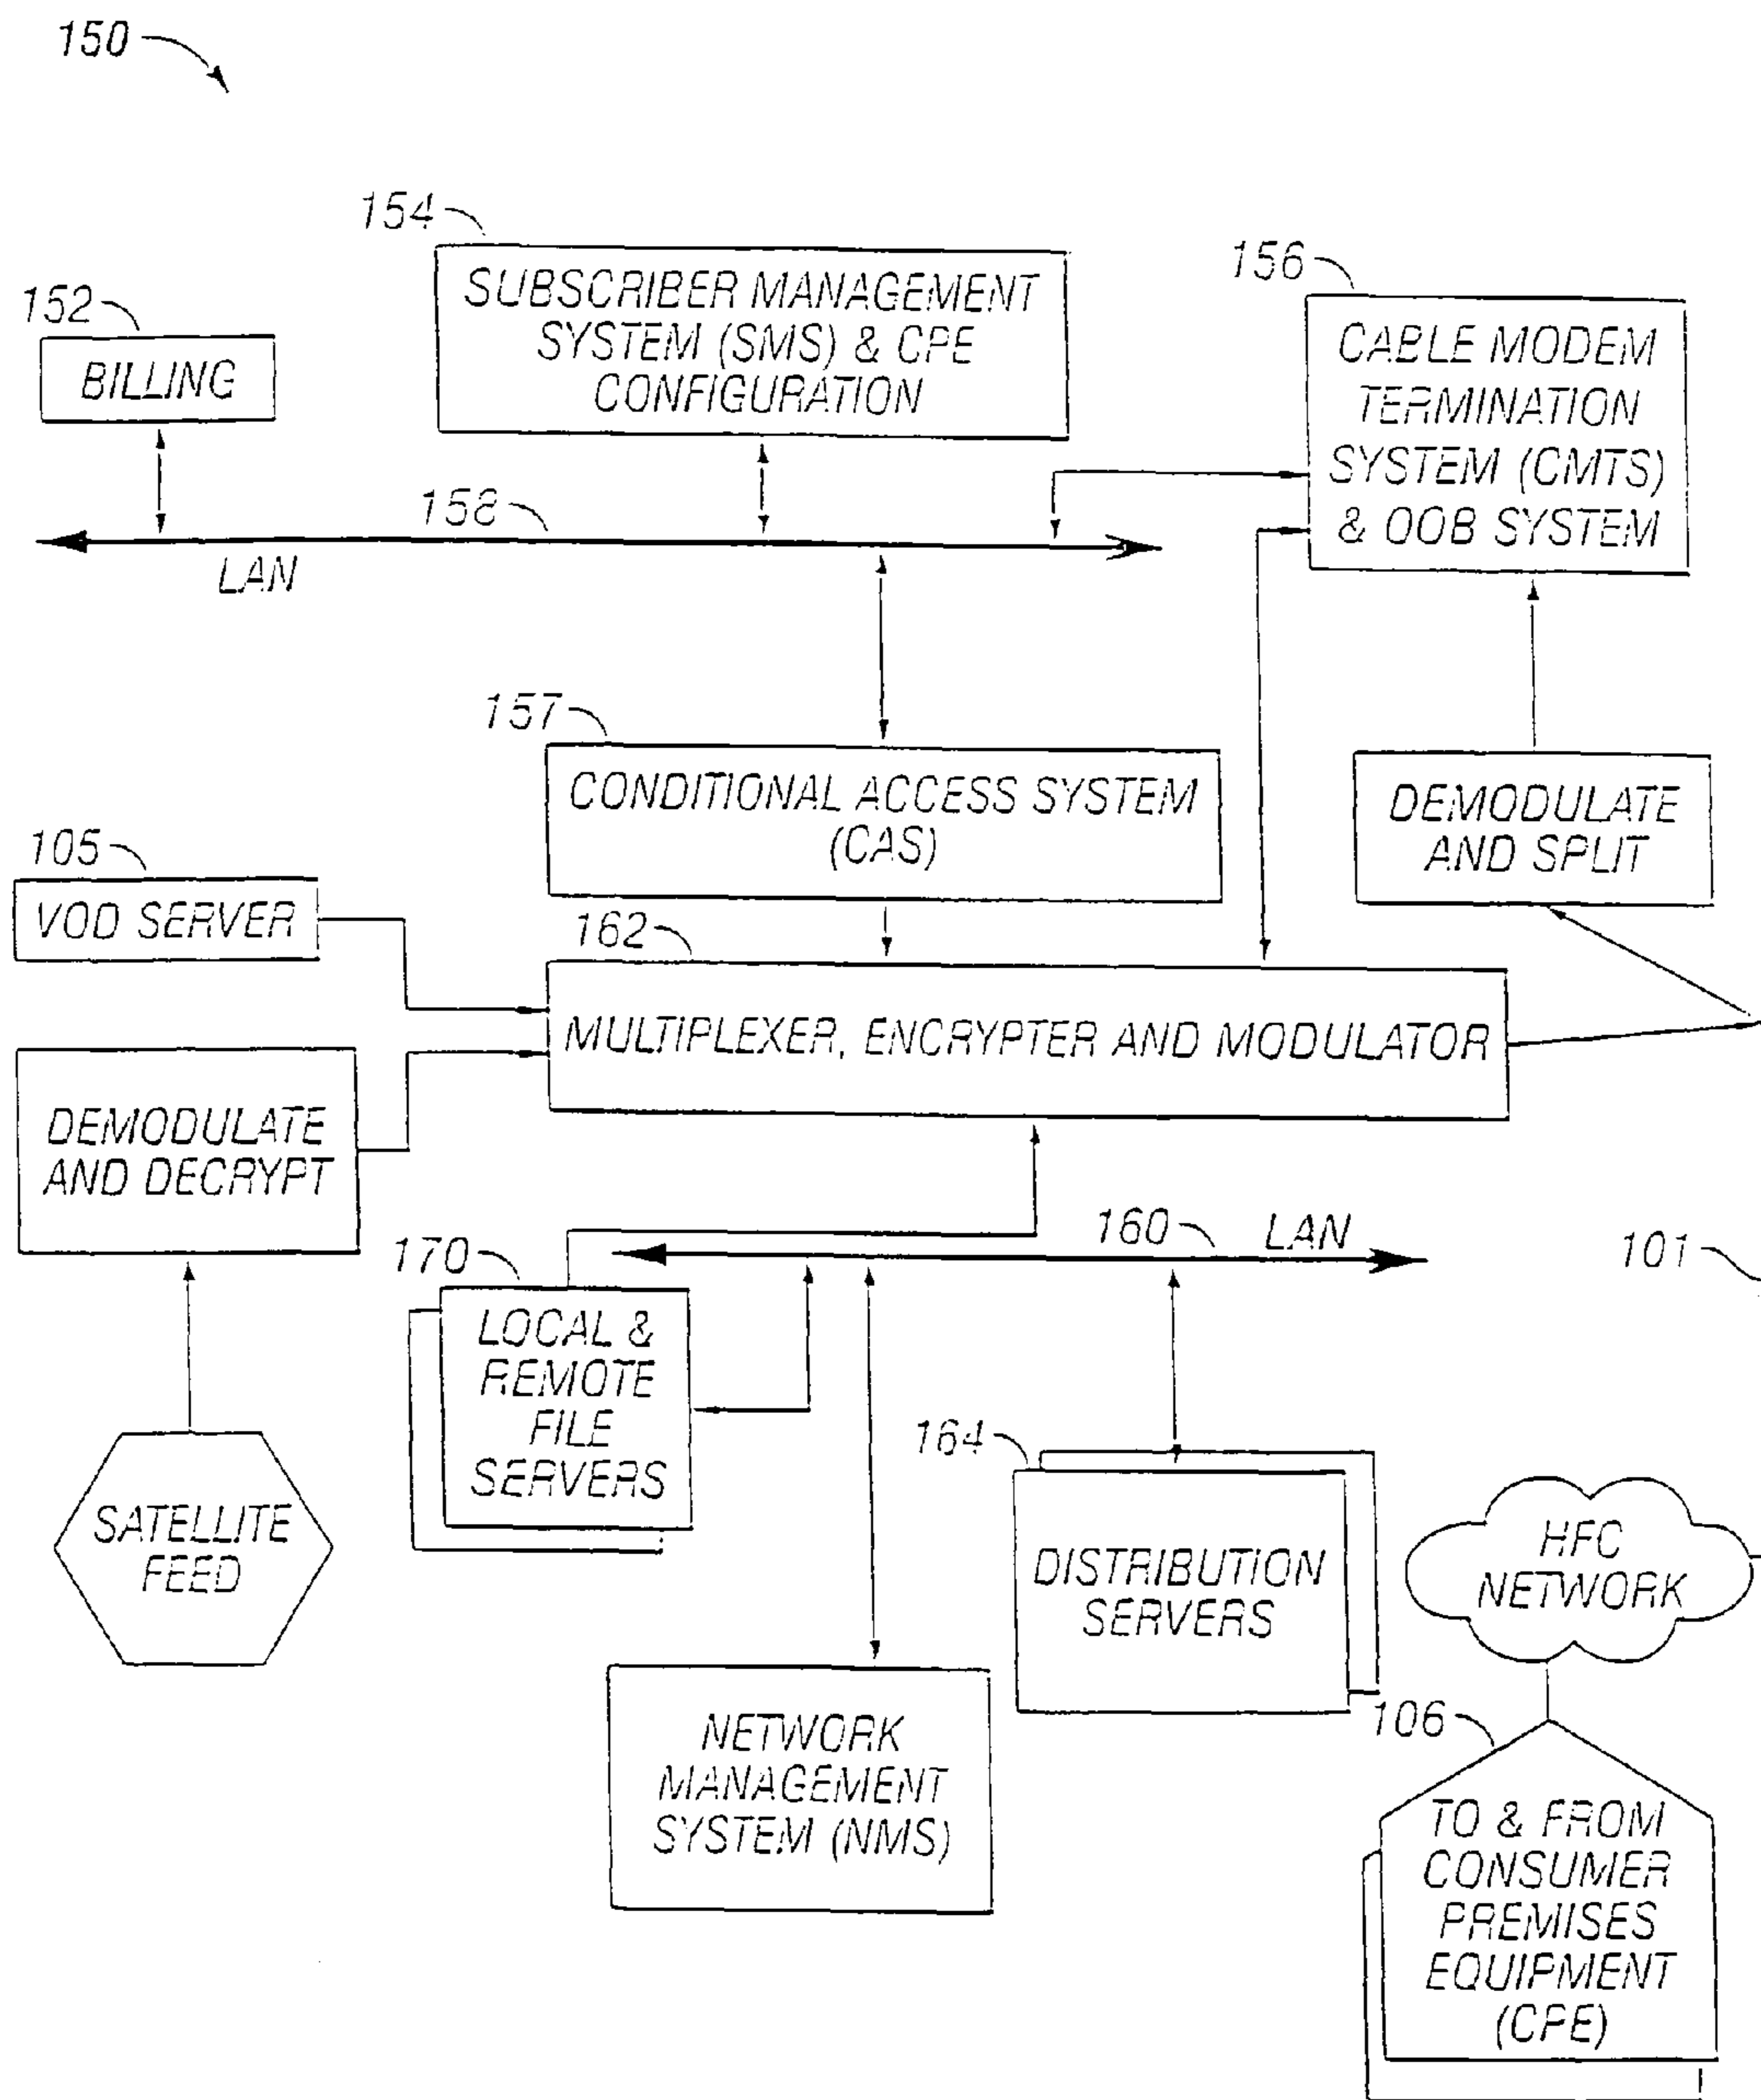 150
154
SUBSCRIBER MANAGEMENT
SYSTEM (SMS) & CPE
CONFIGURATION
156
CABLE MODEM
TERMINATION
SYSTEM (CMTS)
& OOB SYSTEM
152
BILLING
158
LAN
157
CONDITIONAL ACCESS SYSTEM
(CAS)
DEMODULATE
AND SPLIT
105
VOD SERVER
162
MULTIPLEXER, ENCRYPTER AND MODULATOR
DEMODULATE
AND DECRYPT
160
LAN
101
170
LOCAL &
REMOTE
FILE
SERVERS
SATELLITE
FEED
164
DISTRIBUTION
SERVERS
HFC
NETWORK
NETWORK
MANAGEMENT
SYSTEM (NMS)
106
TO & FROM
CONSUMER
PREMISES
EQUIPMENT
(CPE)